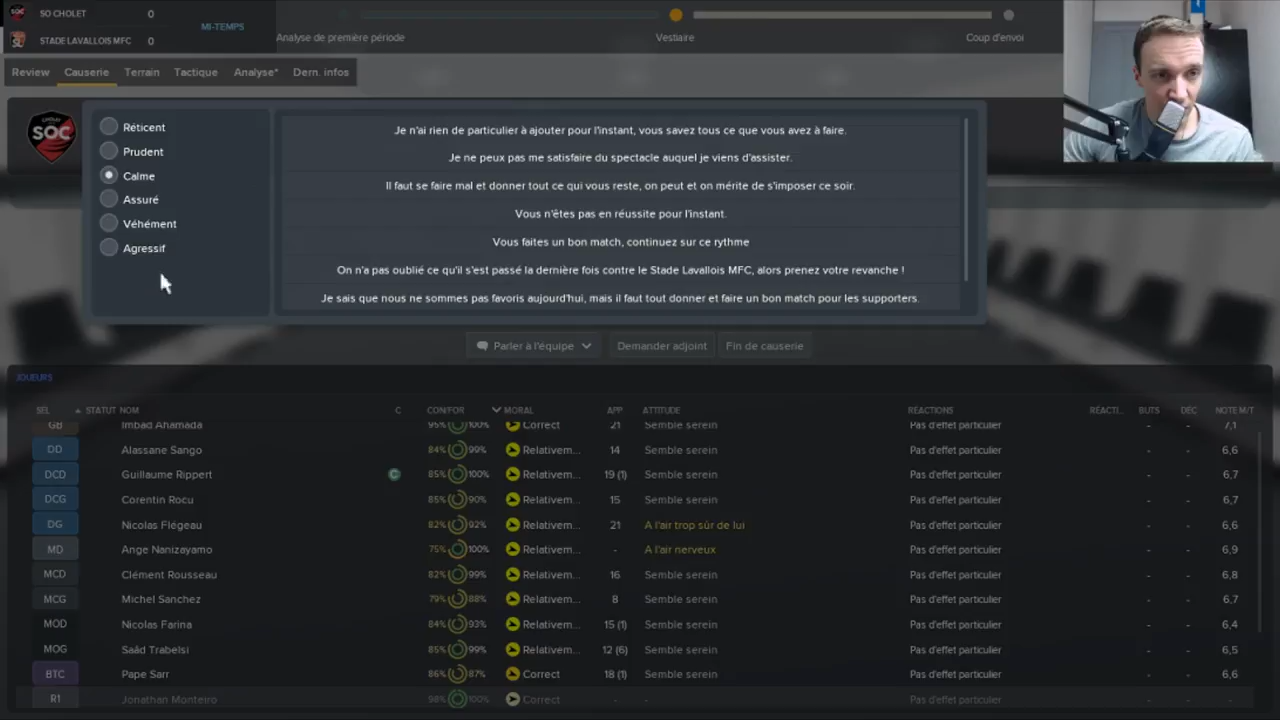 SO CHOLET 0
STADE LAVALLOIS MFC 0
MI-TEMPS
Analyse de première période
Vestiaire
Coup d'envoi
Review Causerie Terrain Tactique Analyse* Dern. infos
CHOLET
SOC
Réticent
Prudent
Calme
Assuré
Véhément
Agressif
Je n'ai rien de particulier à ajouter pour l'instant, vous savez tous ce que vous avez à faire.
Je ne peux pas me satisfaire du spectacle auquel je viens d'assister.
Il faut se faire mal et donner tout ce qui vous reste, on peut et on mérite de s'imposer ce soir.
Vous n'êtes pas en réussite pour l'instant.
Vous faites un bon match, continuez sur ce rythme
On n'a pas oublié ce qu'il s'est passé la dernière fois contre le Stade Lavallois MFC, alors prenez votre revanche !
Je sais que nous ne sommes pas favoris aujourd'hui, mais il faut tout donner et faire un bon match pour les supporters.
Parler à l'équipe Demander adjoint Fin de causerie
JOUEURS
SEL STATUT NOM C CON/FOR MORAL APP ATTITUDE RÉACTIONS RÉACTI... BUTS DÉC NOTE M/T
GB Imbad Ahamada 95% 100% Correct 21 Semble serein Pas d'effet particulier - - 7,1
DD Alassane Sango 84% 99% Relativem... 14 Semble serein Pas d'effet particulier - - 6,6
DCD Guillaume Rippert C 85% 100% Relativem... 19 (1) Semble serein Pas d'effet particulier - - 6,7
DCG Corentin Rocu 85% 90% Relativem... 15 Semble serein Pas d'effet particulier - - 6,7
DG Nicolas Flégeau 82% 92% Relativem... 21 A l'air trop sûr de lui Pas d'effet particulier - - 6,6
MD Ange Nanizayamo 75% 100% Relativem... - A l'air nerveux Pas d'effet particulier - - 6,9
MCD Clément Rousseau 82% 99% Relativem... 16 Semble serein Pas d'effet particulier - - 6,8
MCG Michel Sanchez 79% 88% Relativem... 8 Semble serein Pas d'effet particulier - - 6,7
MOD Nicolas Farina 84% 93% Relativem... 15 (1) Semble serein Pas d'effet particulier - - 6,4
MOG Saâd Trabelsi 85% 99% Relativem... 12 (6) Semble serein Pas d'effet particulier - - 6,5
BTC Pape Sarr 86% 87% Correct 18 (1) Semble serein Pas d'effet particulier - - 6,6
R1 Jonathan Monteiro 98% 100% Correct - - Pas d'effet particulier - - -